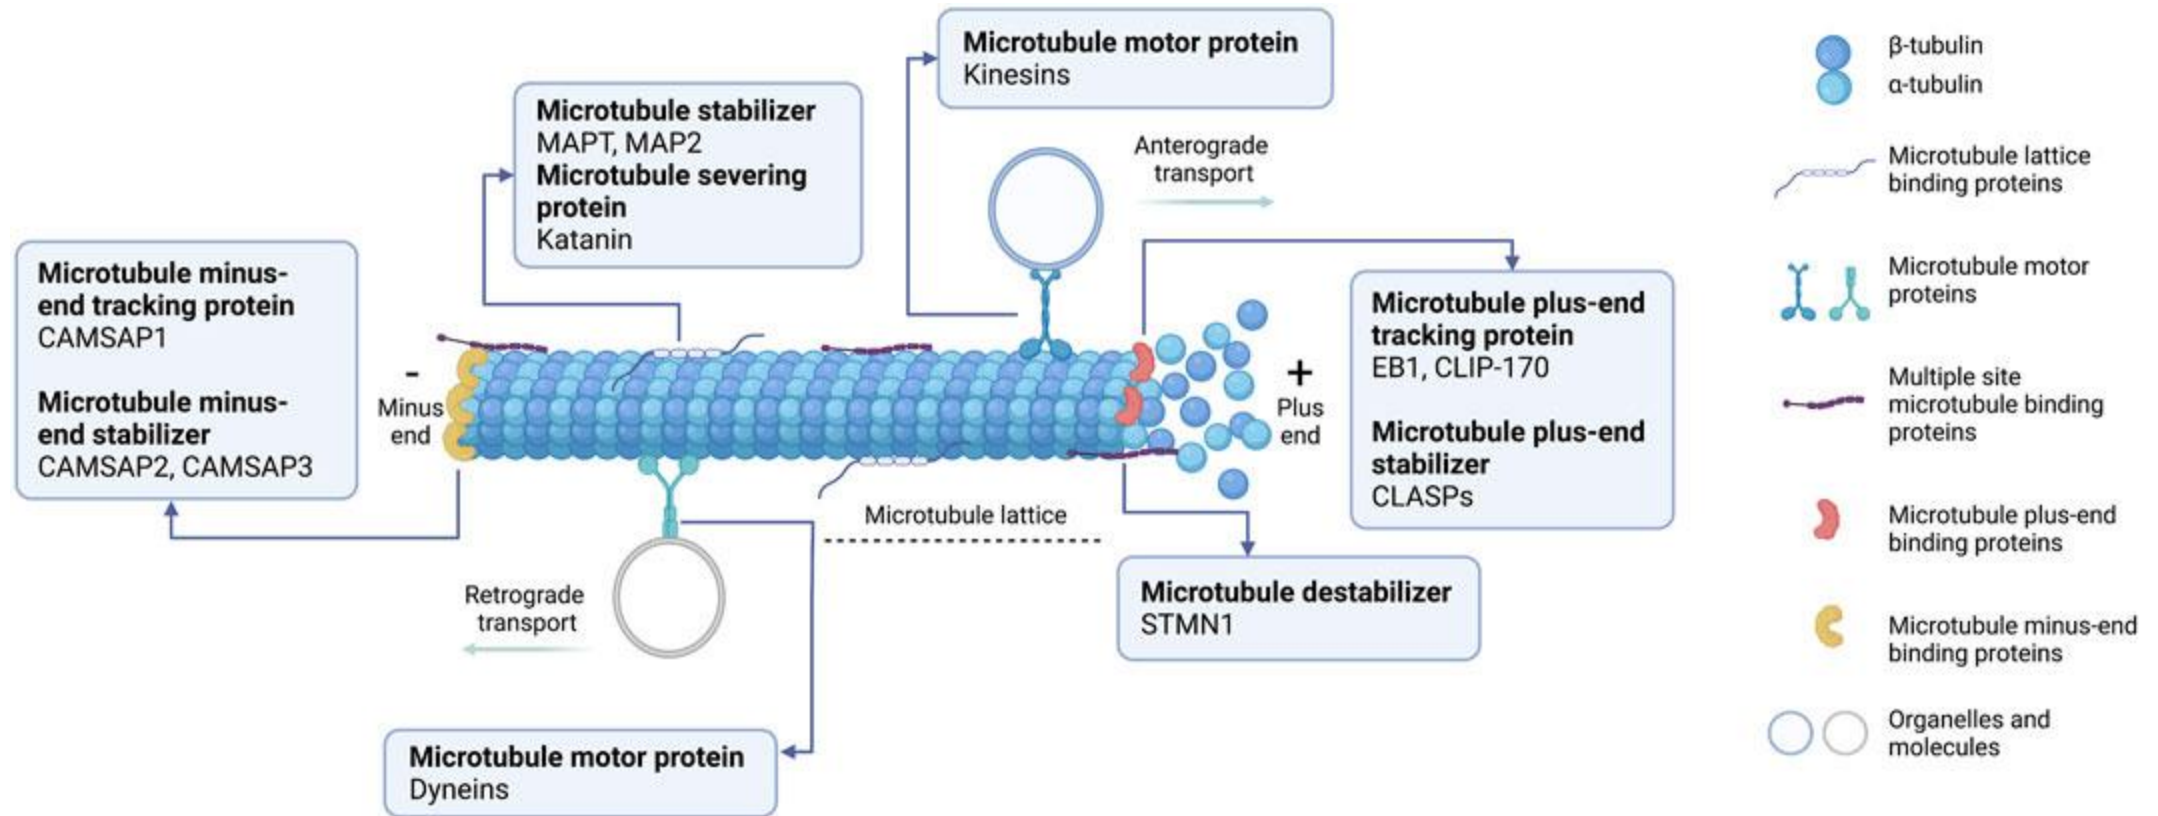 Microtubule motor protein
Kinesins
Microtubule stabilizer
MAPT, MAP2
Microtubule severing
protein
Katanin
Anterograde
transport
Microtubule minus-
end tracking protein
CAMSAP1
Microtubule minus-
end stabilizer
CAMSAP2, CAMSAP3
-
Minus
end
+
Plus
end
Microtubule plus-end
tracking protein
EB1, CLIP-170
Microtubule plus-end
stabilizer
CLASPs
Microtubule lattice
Retrograde
transport
Microtubule destabilizer
STMN1
Microtubule motor protein
Dyneins
β-tubulin
α-tubulin
Microtubule lattice
binding proteins
Microtubule motor
proteins
Multiple site
microtubule binding
proteins
Microtubule plus-end
binding proteins
Microtubule minus-end
binding proteins
Organelles and
molecules